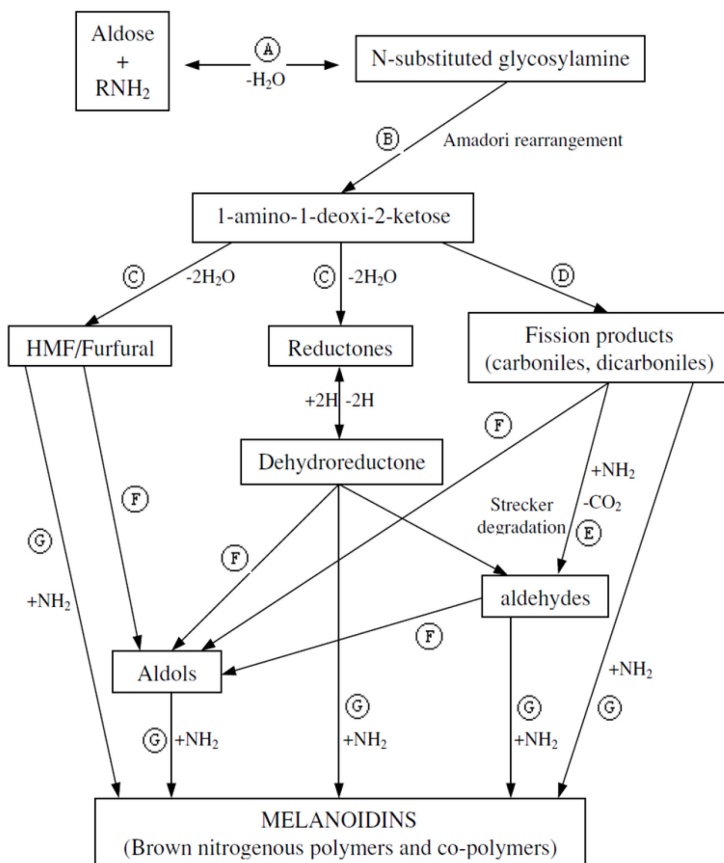 Aldose
+
RNH₂
A
-H₂O
N-substituted glycosylamine
B
Amadori rearrangement
1-amino-1-deoxi-2-ketose
C
-2H₂O
C
-2H₂O
D
HMF/Furfural
Reductones
Fission products
(carboniles, dicarboniles)
+2H
-2H
F
Dehydroreductone
+NH₂
Strecker
degradation
-CO₂
E
F
G
F
+NH₂
aldehydes
F
Aldols
+NH₂
G
G
+NH₂
G
+NH₂
G
+NH₂
MELANOIDINS
(Brown nitrogenous polymers and co-polymers)